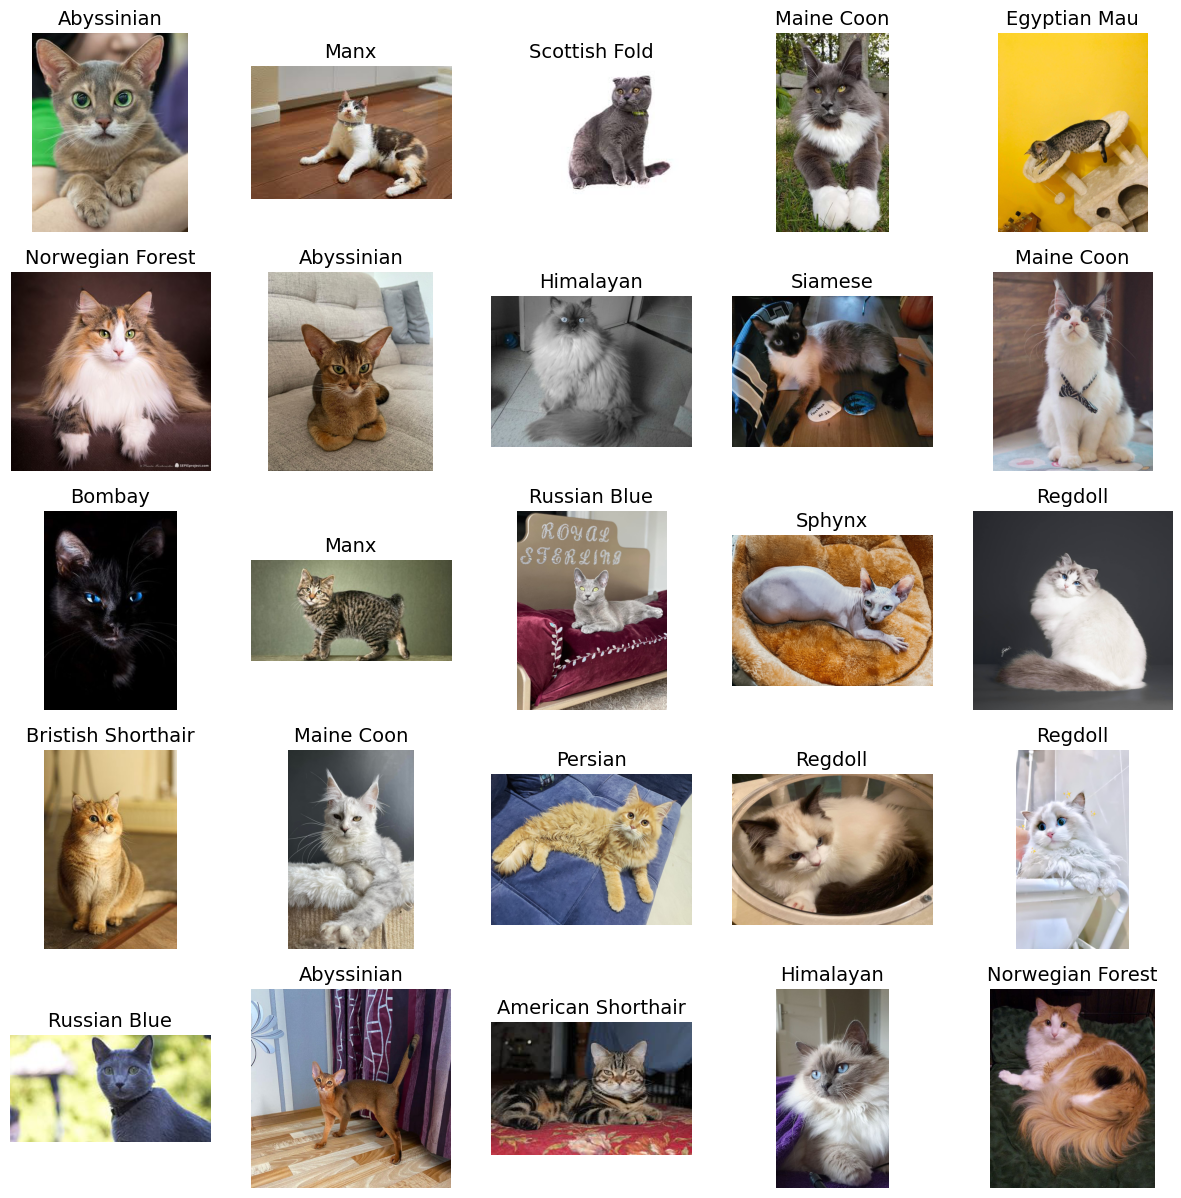 Abyssinian
Manx
Scottish Fold
Maine Coon
Egyptian Mau
Norwegian Forest
Abyssinian
Himalayan
Siamese
Maine Coon
Bombay
Manx
Russian Blue
ROYAL
STERLING
Sphynx
Regdoll
Bristish Shorthair
Maine Coon
Persian
Regdoll
Regdoll
Russian Blue
Abyssinian
American Shorthair
Himalayan
Norwegian Forest